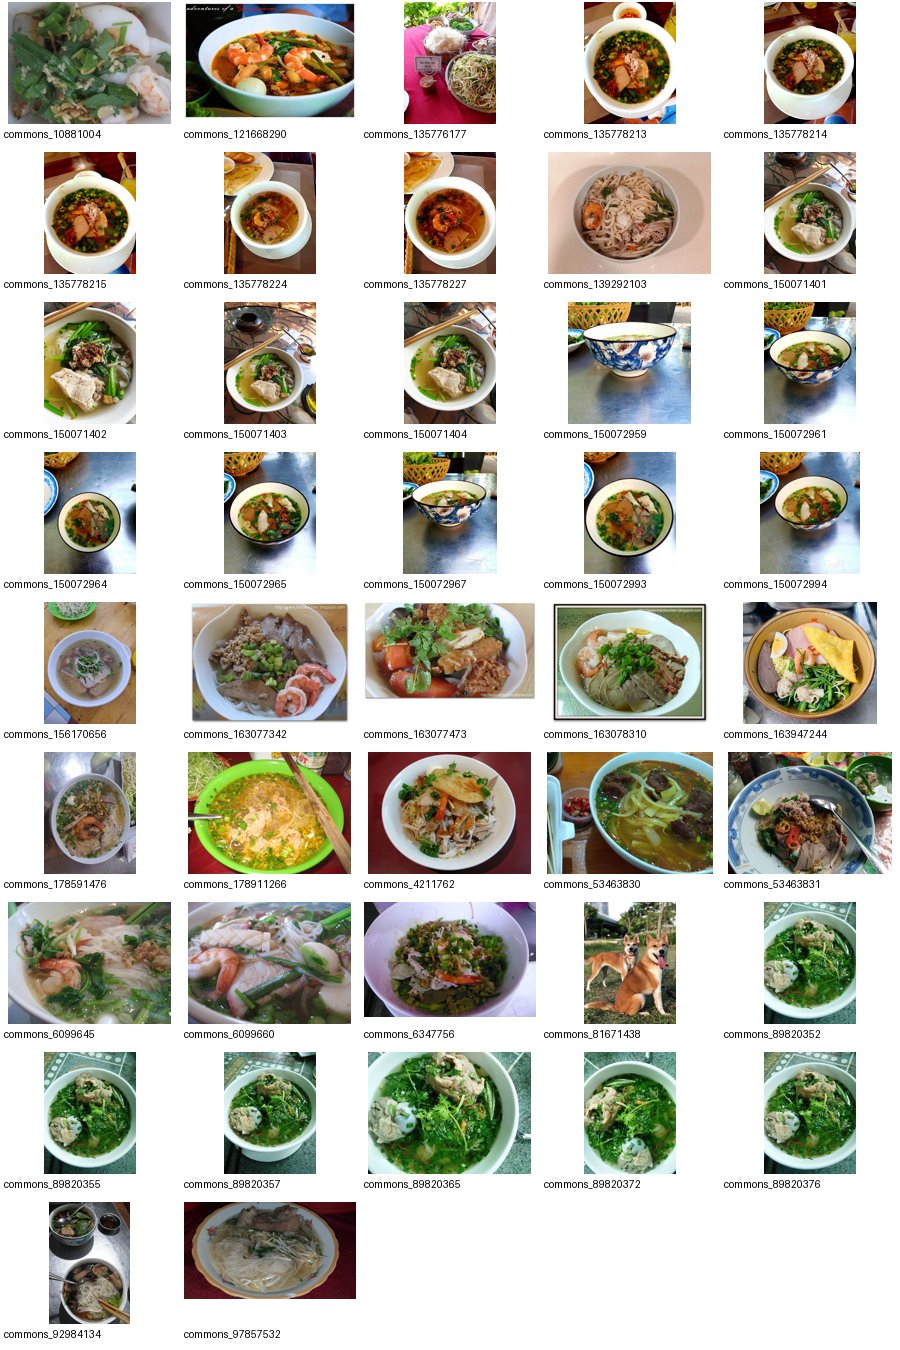 adventures of a
commons_10881004
commons_121668290
commons_135776177
commons_135778213
commons_135778214
commons_135778215
commons_135778224
commons_135778227
commons_139292103
commons_150071401
commons_150071402
commons_150071403
commons_150071404
commons_150072959
commons_150072961
commons_150072964
commons_150072965
commons_150072967
commons_150072993
commons_150072994
commons_156170656
commons_163077342
commons_163077473
commons_163078310
commons_163947244
commons_178591476
commons_178911266
commons_4211762
commons_53463830
commons_53463831
commons_6099645
commons_6099660
commons_6347756
commons_81671438
commons_89820352
commons_89820355
commons_89820357
commons_89820365
commons_89820372
commons_89820376
commons_92984134
commons_97857532